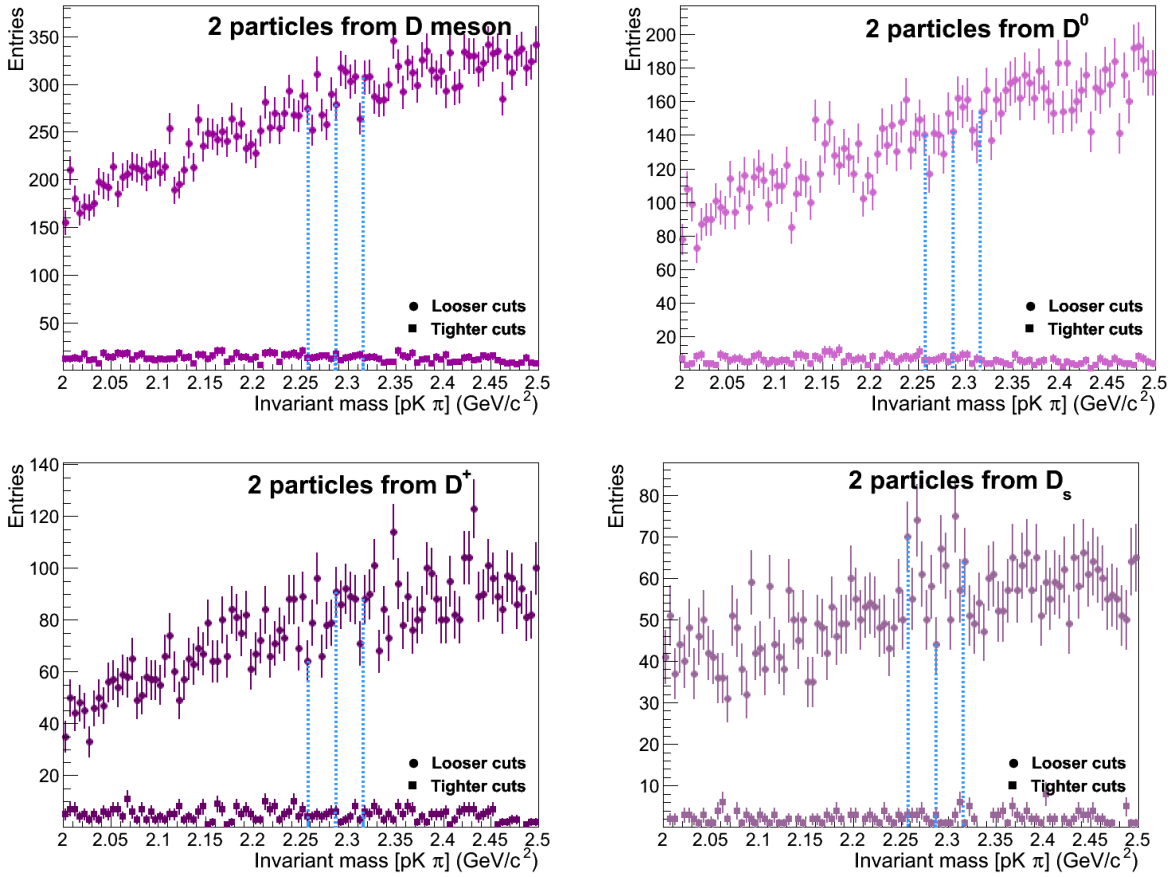 2 particles from D meson
Entries
350
300
250
200
150
100
50
Looser cuts
Tighter cuts
2 2.05 2.1 2.15 2.2 2.25 2.3 2.35 2.4 2.45 2.5
Invariant mass [pK π] (GeV/c²)
2 particles from D⁰
Entries
200
180
160
140
120
100
80
60
40
20
Looser cuts
Tighter cuts
2 2.05 2.1 2.15 2.2 2.25 2.3 2.35 2.4 2.45 2.5
Invariant mass [pK π] (GeV/c²)
2 particles from D⁺
Entries
140
120
100
80
60
40
20
Looser cuts
Tighter cuts
2 2.05 2.1 2.15 2.2 2.25 2.3 2.35 2.4 2.45 2.5
Invariant mass [pK π] (GeV/c²)
2 particles from Dₛ
Entries
80
70
60
50
40
30
20
10
Looser cuts
Tighter cuts
2 2.05 2.1 2.15 2.2 2.25 2.3 2.35 2.4 2.45 2.5
Invariant mass [pK π] (GeV/c²)